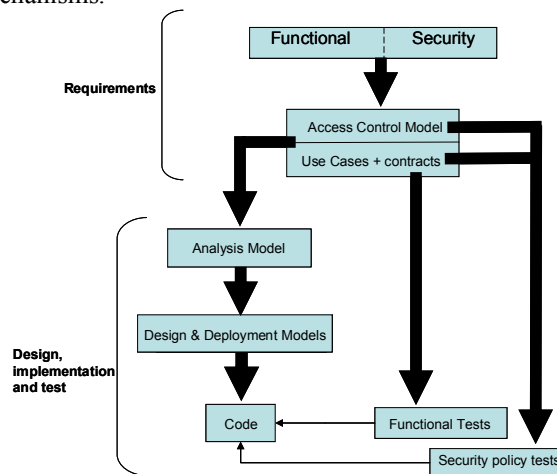 Functional Security
Requirements
Access Control Model
Use Cases + contracts
Analysis Model
Design & Deployment Models
Design,
implementation
and test
Code
Functional Tests
Security policy tests